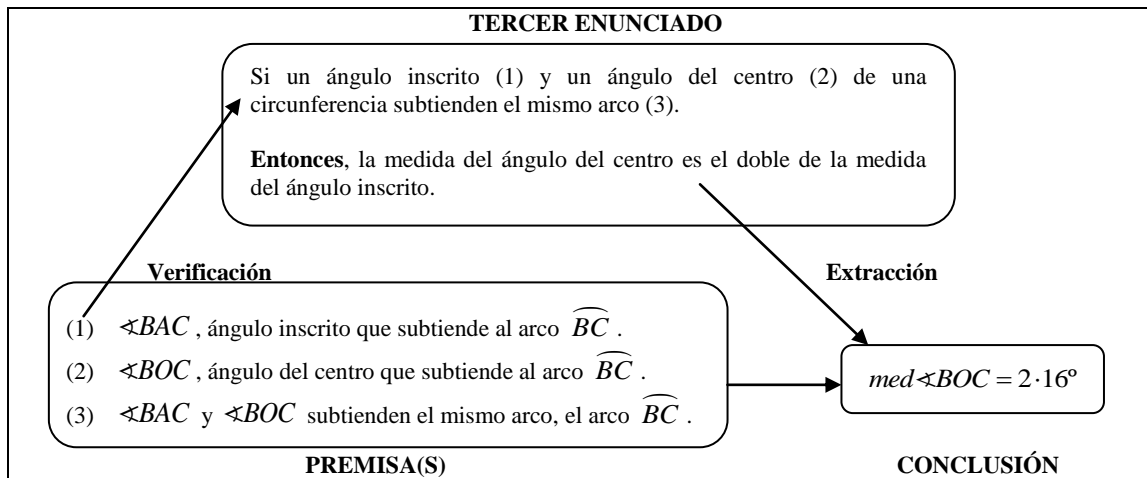 TERCER ENUNCIADO
Si un ángulo inscrito (1) y un ángulo del centro (2) de una
circunferencia subtienden el mismo arco (3).
Entonces, la medida del ángulo del centro es el doble de la medida
del ángulo inscrito.
Verificación
Extracción
(1) ∢BAC , ángulo inscrito que subtiende al arco \widehat{BC} .
(2) ∢BOC , ángulo del centro que subtiende al arco \widehat{BC} .
(3) ∢BAC y ∢BOC subtienden el mismo arco, el arco \widehat{BC} .
med∢BOC = 2·16º
PREMISA(S)
CONCLUSIÓN